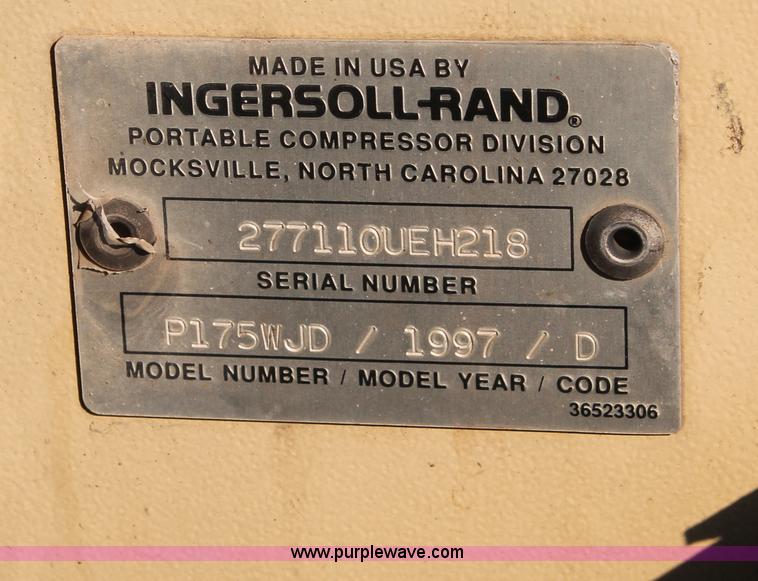 MADE IN USA BY
INGERSOLL-RAND®
PORTABLE COMPRESSOR DIVISION
MOCKSVILLE, NORTH CAROLINA 27028
277110UEH218
SERIAL NUMBER
P175WJD / 1997 / D
MODEL NUMBER / MODEL YEAR / CODE
36523306
www.purplewave.com